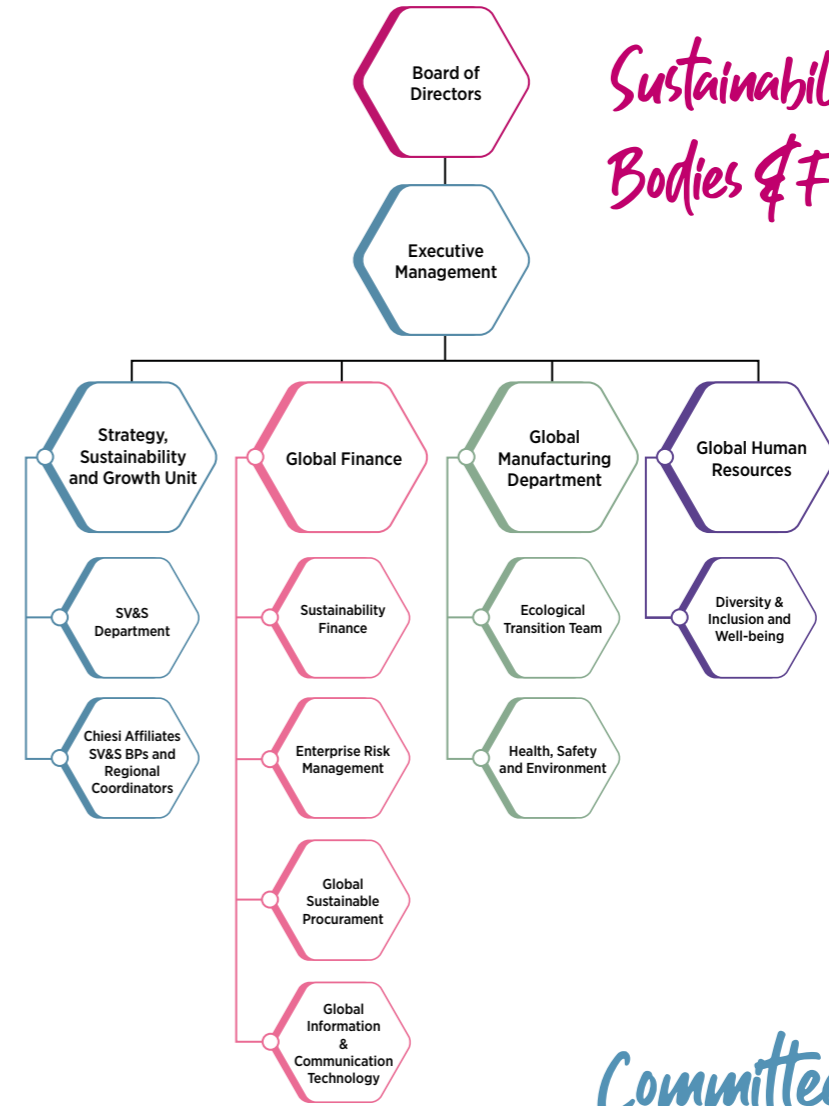 Board of
Directors
Bodies &
Executive
Management
Strategy,
Sustainability
and Growth Unit
Global Finance
Global
Manufacturing
Department
Global Human
Resources
SV&S
Department
Sustainability
Finance
Ecological
Transition Team
Diversity &
Inclusion and
Well-being
Chiesi Affiliates
SV&S BPs and
Regional
Coordinators
Enterprise Risk
Management
Health, Safety
and Environment
Global
Sustainable
Procurament
Global
Information
&
Communication
Technology